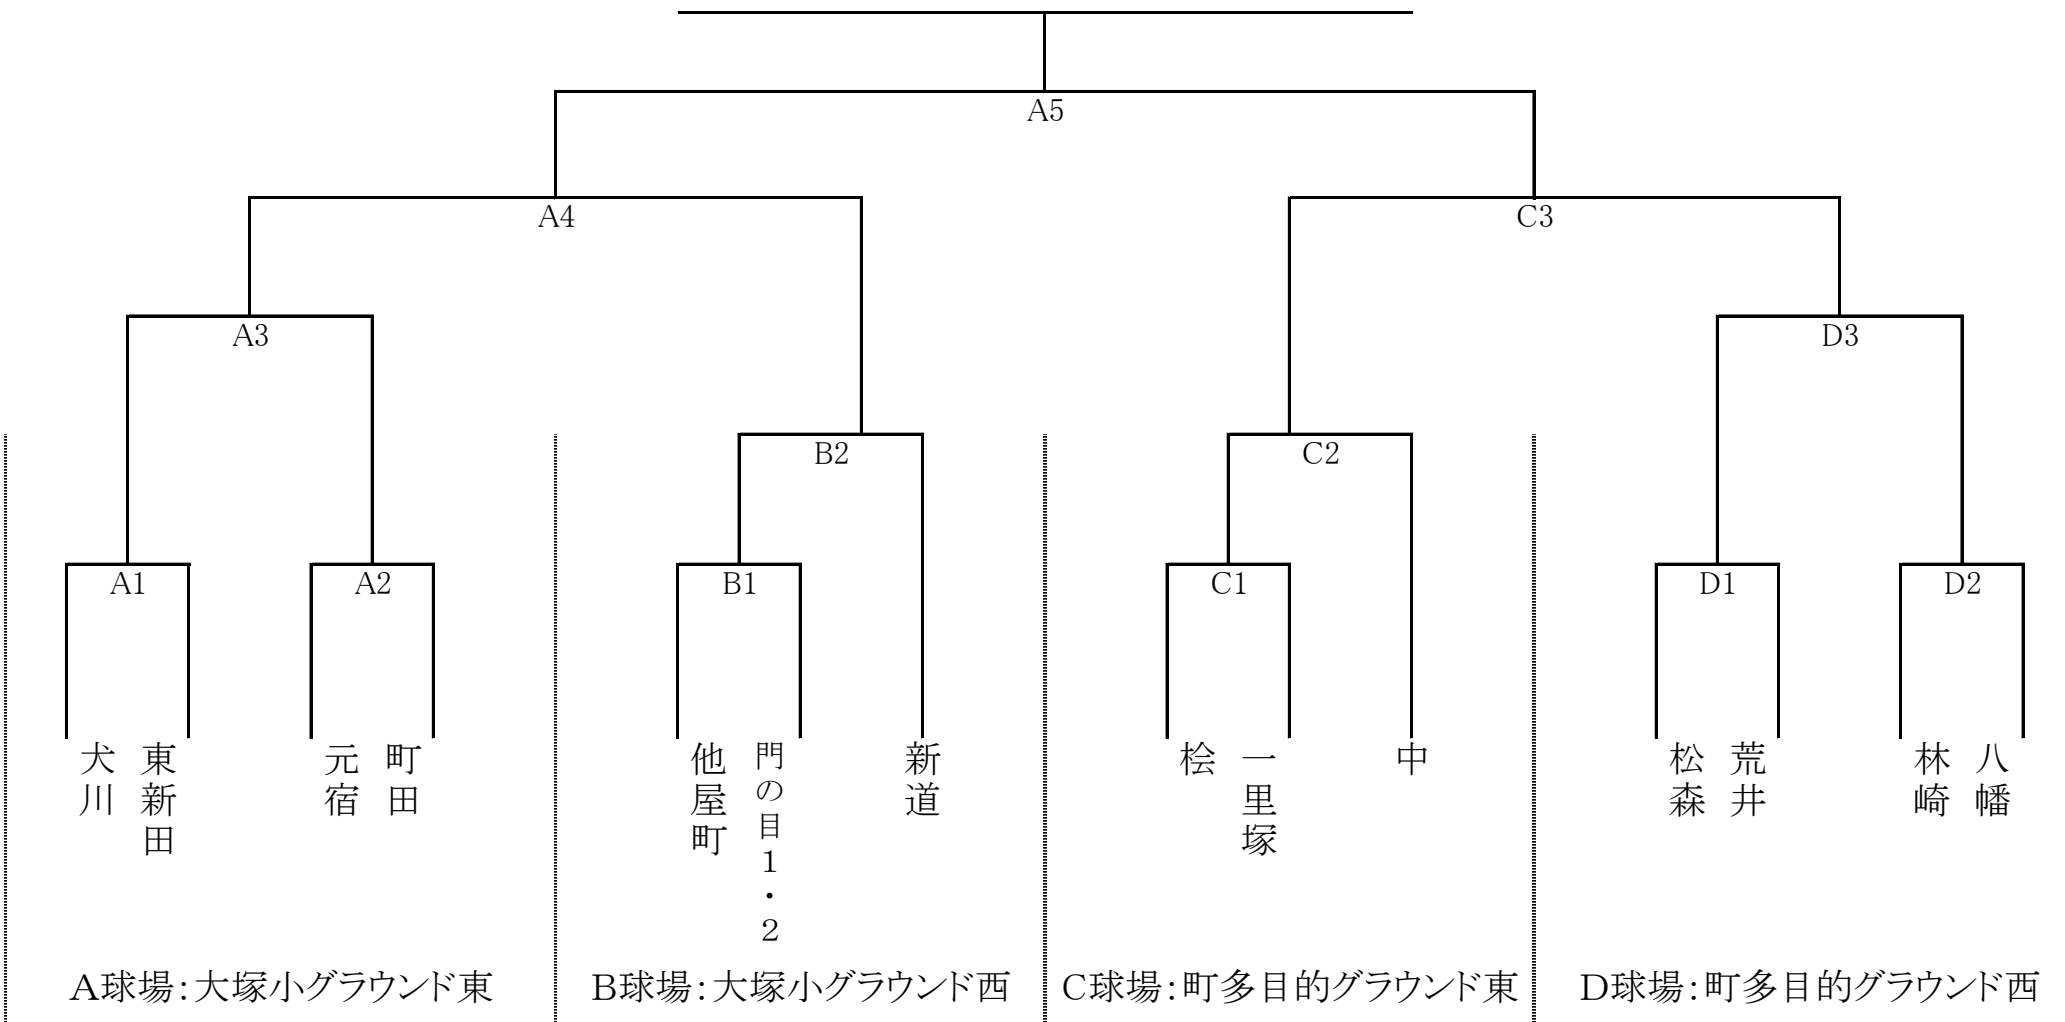 A5
A4
C3
A3
D3
B2
C2
A1
A2
B1
C1
D1
D2
犬川
東新田
元宿
町田
他屋町
門の目１・２
新道
桧
一里塚
中
松森
荒井
林崎
八幡
A球場：大塚小グラウンド東
B球場：大塚小グラウンド西
C球場：町多目的グラウンド東
D球場：町多目的グラウンド西